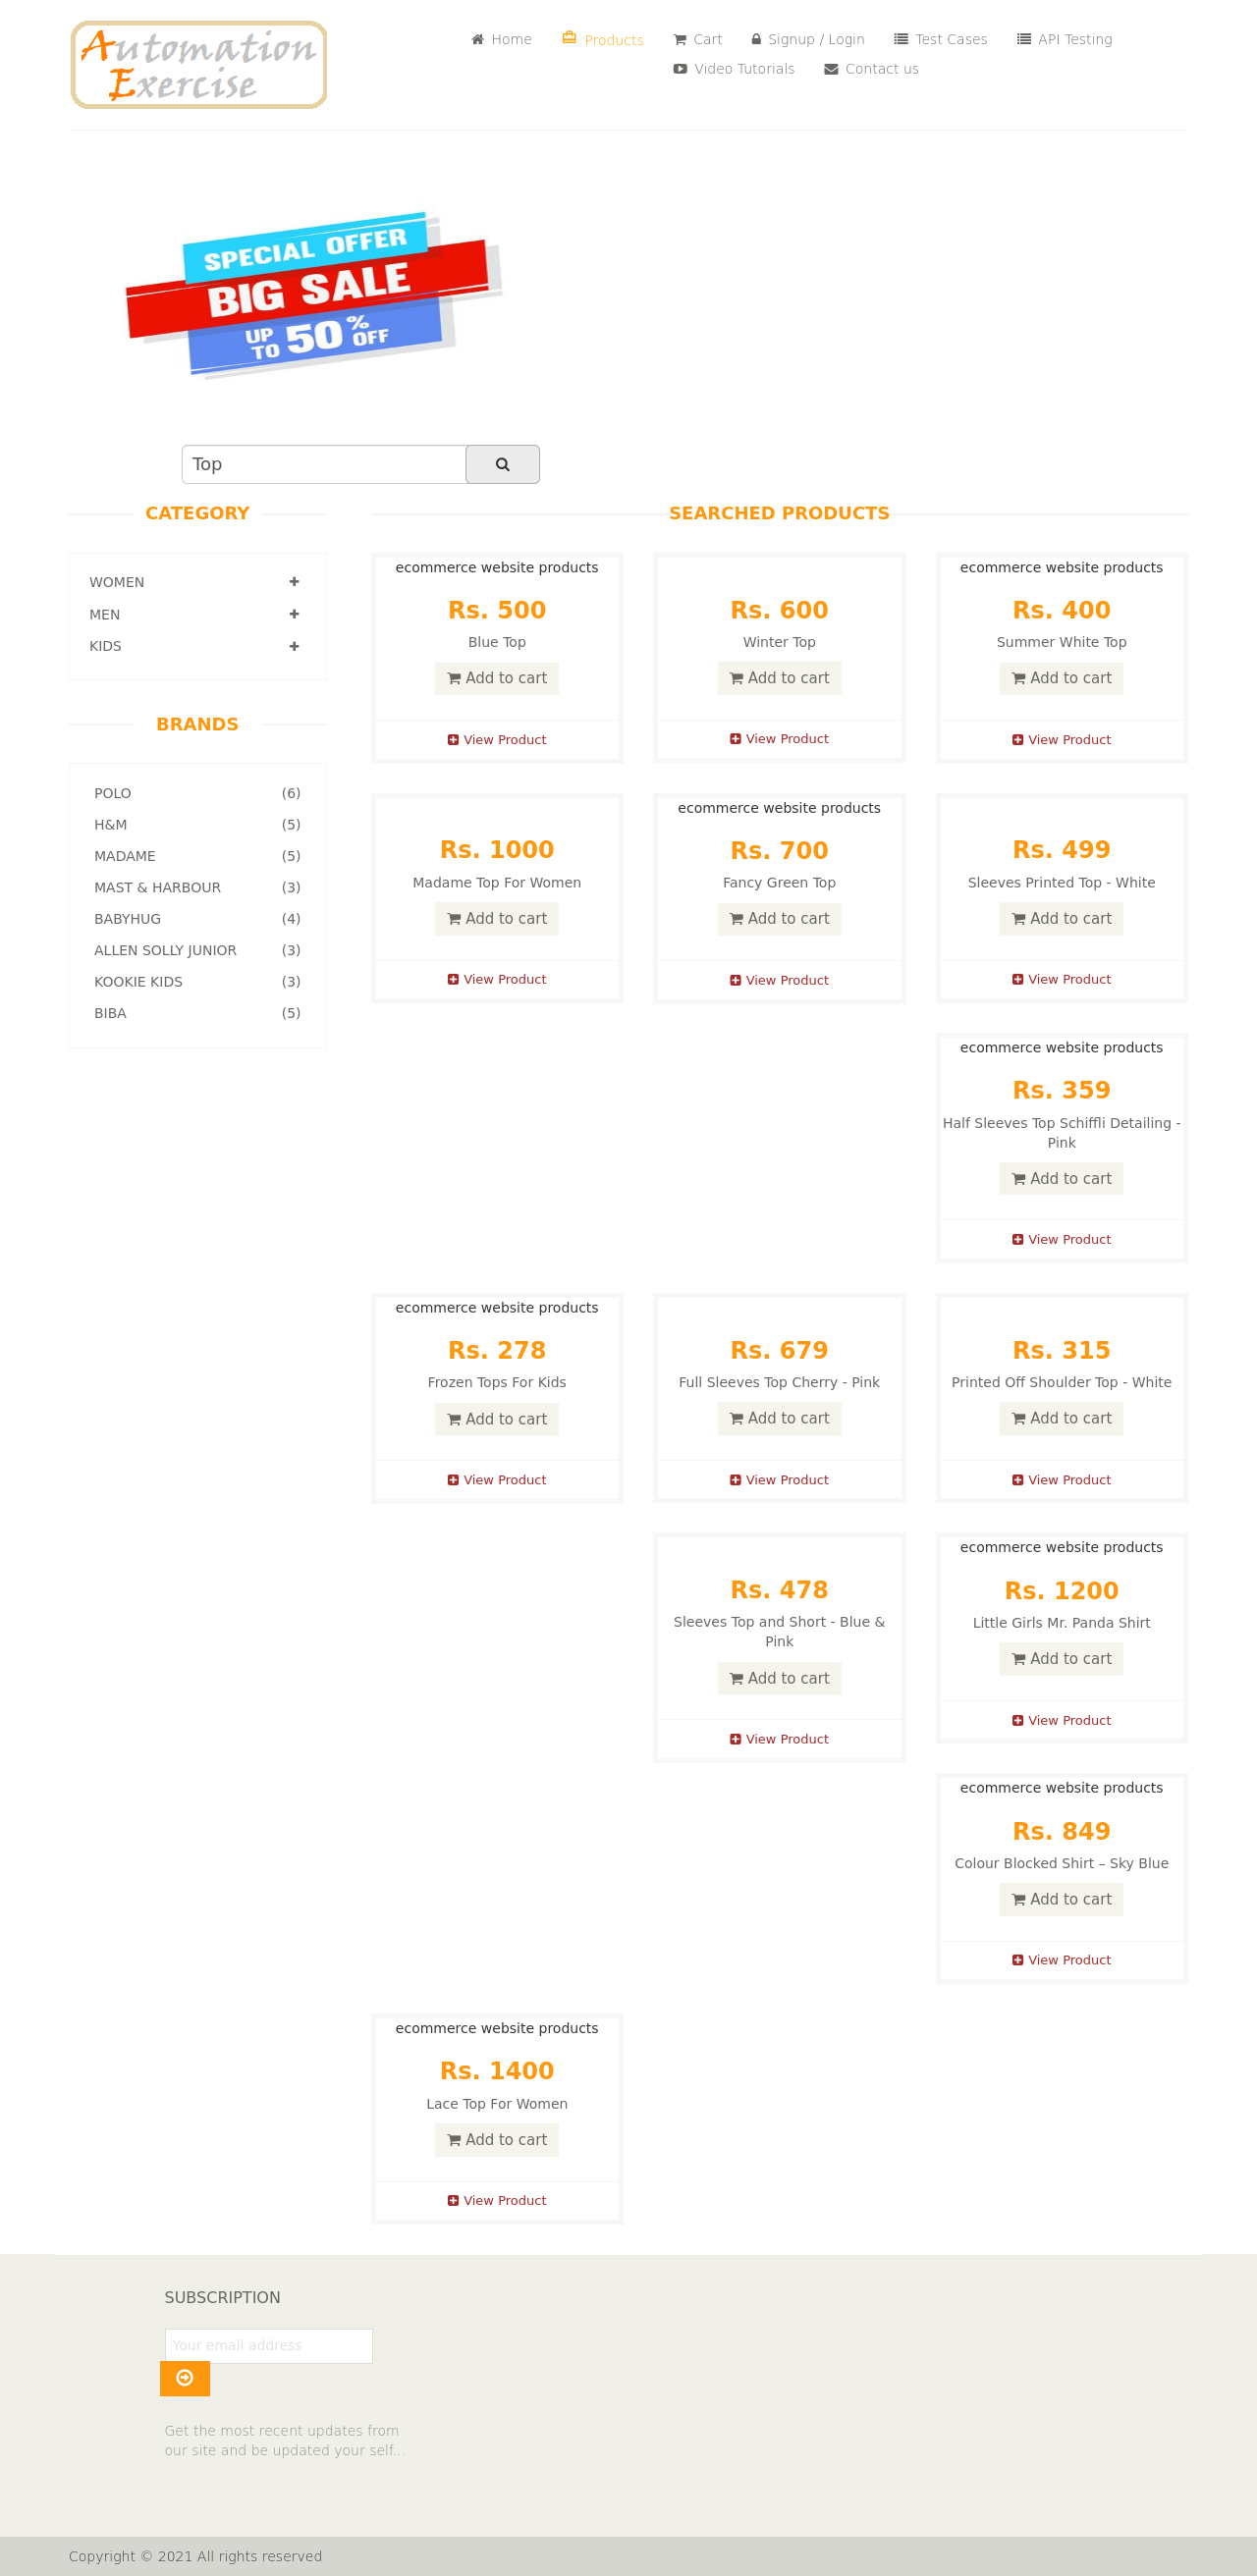 Automation
Exercise
Home
Products
Cart
Signup / Login
Test Cases
API Testing
Video Tutorials
Contact us
SPECIAL OFFER
BIG SALE
UP TO 50% OFF
Top
CATEGORY
WOMEN
MEN
KIDS
BRANDS
POLO (6)
H&M (5)
MADAME (5)
MAST & HARBOUR (3)
BABYHUG (4)
ALLEN SOLLY JUNIOR (3)
KOOKIE KIDS (3)
BIBA (5)
SEARCHED PRODUCTS
ecommerce website products
Rs. 500
Blue Top
Add to cart
View Product
Rs. 600
Winter Top
Add to cart
View Product
ecommerce website products
Rs. 400
Summer White Top
Add to cart
View Product
Rs. 1000
Madame Top For Women
Add to cart
View Product
ecommerce website products
Rs. 700
Fancy Green Top
Add to cart
View Product
Rs. 499
Sleeves Printed Top - White
Add to cart
View Product
ecommerce website products
Rs. 359
Half Sleeves Top Schiffli Detailing -
Pink
Add to cart
View Product
ecommerce website products
Rs. 278
Frozen Tops For Kids
Add to cart
View Product
Rs. 679
Full Sleeves Top Cherry - Pink
Add to cart
View Product
Rs. 315
Printed Off Shoulder Top - White
Add to cart
View Product
Rs. 478
Sleeves Top and Short - Blue &
Pink
Add to cart
View Product
ecommerce website products
Rs. 1200
Little Girls Mr. Panda Shirt
Add to cart
View Product
ecommerce website products
Rs. 849
Colour Blocked Shirt – Sky Blue
Add to cart
View Product
ecommerce website products
Rs. 1400
Lace Top For Women
Add to cart
View Product
SUBSCRIPTION
Your email address
Get the most recent updates from
our site and be updated your self...
Copyright © 2021 All rights reserved